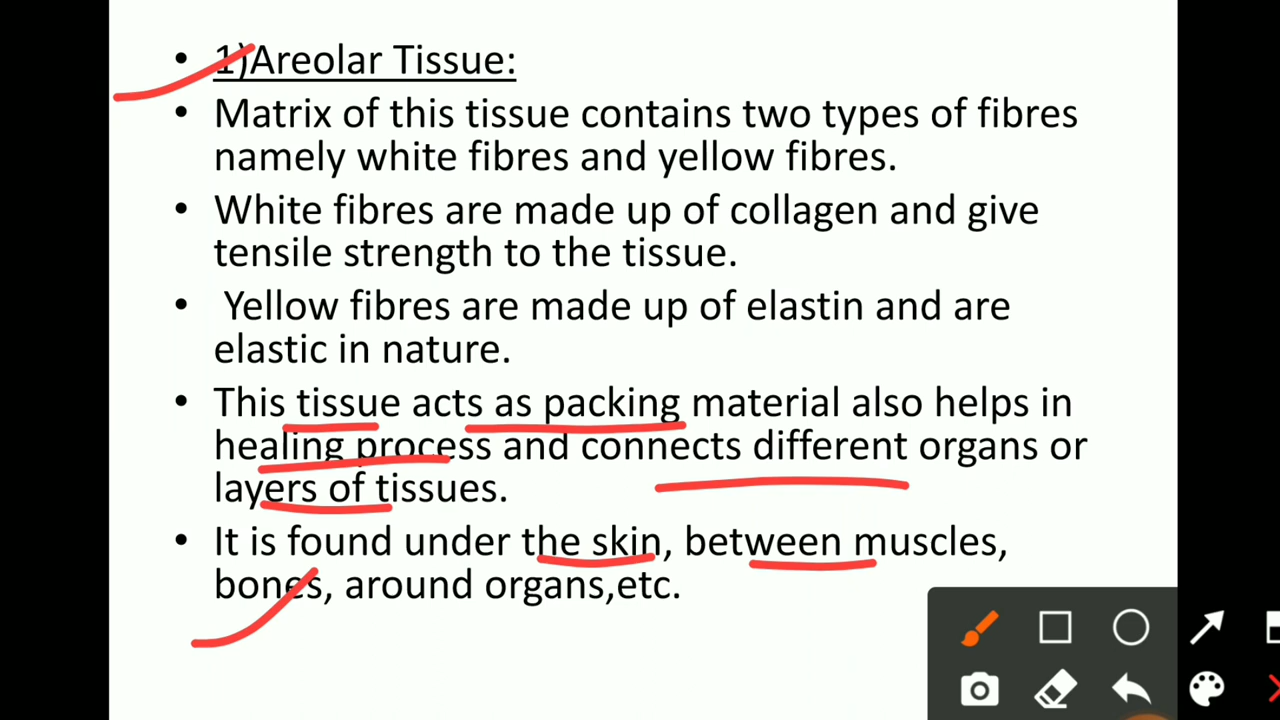 • 1)Areolar Tissue:
• Matrix of this tissue contains two types of fibres
namely white fibres and yellow fibres.
• White fibres are made up of collagen and give
tensile strength to the tissue.
• Yellow fibres are made up of elastin and are
elastic in nature.
• This tissue acts as packing material also helps in
healing process and connects different organs or
layers of tissues.
• It is found under the skin, between muscles,
bones, around organs,etc.